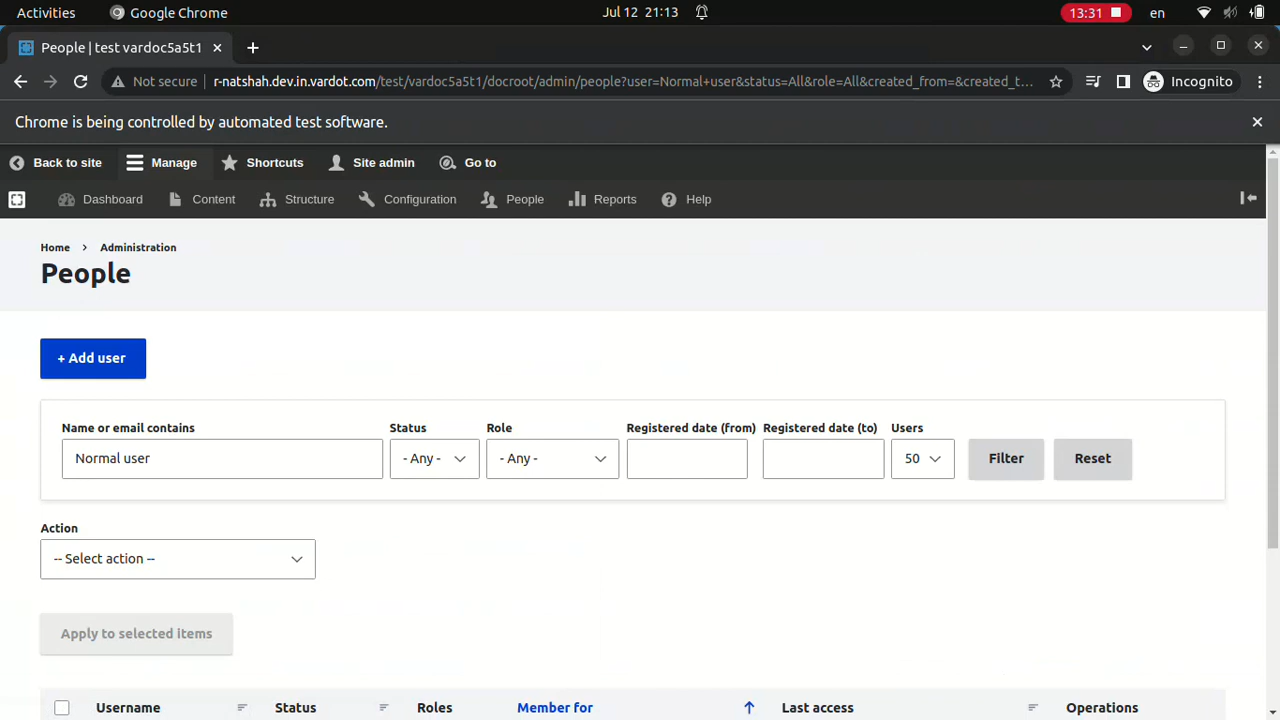 Activities Google Chrome Jul 12 21:13 13:31 en
People | test vardoc5a5t1
Not secure r-natshah.dev.in.vardot.com/test/vardoc5a5t1/docroot/admin/people?user=Normal+user&status=All&role=All&created_from=&created_t... Incognito
Chrome is being controlled by automated test software.
Back to site Manage Shortcuts Site admin Go to
Dashboard Content Structure Configuration People Reports Help
Home Administration
People
+ Add user
Name or email contains Status Role Registered date (from) Registered date (to) Users
Normal user - Any - - Any - 50 Filter Reset
Action
-- Select action --
Apply to selected items
Username Status Roles Member for Last access Operations